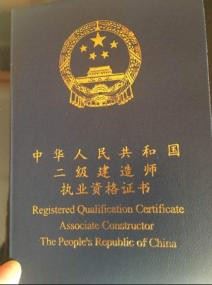 中华人民共和国
二级建造师
执业资格证书
Registered Qualification Certificate
Associate Constructor
The People's Republic of China